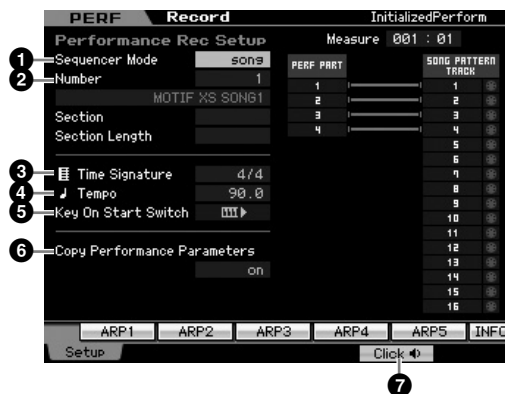 PERF Record InitializedPerform
Performance Rec Setup Measure 001 : 01
1 Sequencer Mode song
2 Number 1
MOTIF XS SONG1
Section
Section Length
3 Time Signature 4/4
4 Tempo 90.0
5 Key On Start Switch
6 Copy Performance Parameters
on
PERF PART SONG PATTERN TRACK
1 1
2 2
3 3
4 4
5
6
7
8
9
10
11
12
13
14
15
16
ARP1 ARP2 ARP3 ARP4 ARP5 INFO
Setup Click
7